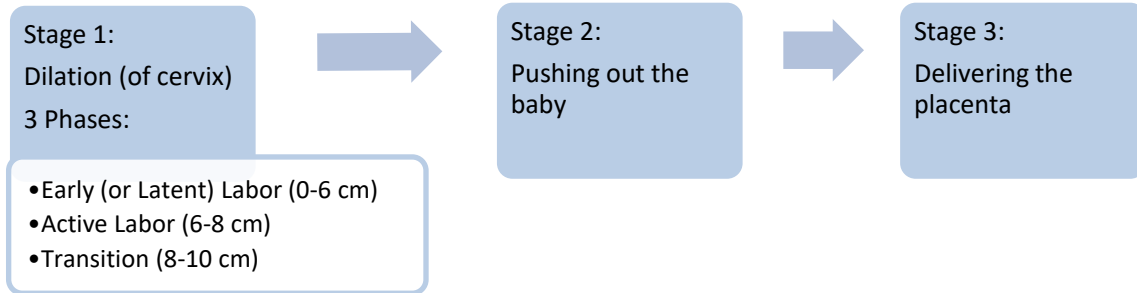 Stage 1:
Dilation (of cervix)
3 Phases:
•Early (or Latent) Labor (0-6 cm)
•Active Labor (6-8 cm)
•Transition (8-10 cm)
Stage 2:
Pushing out the
baby
Stage 3:
Delivering the
placenta